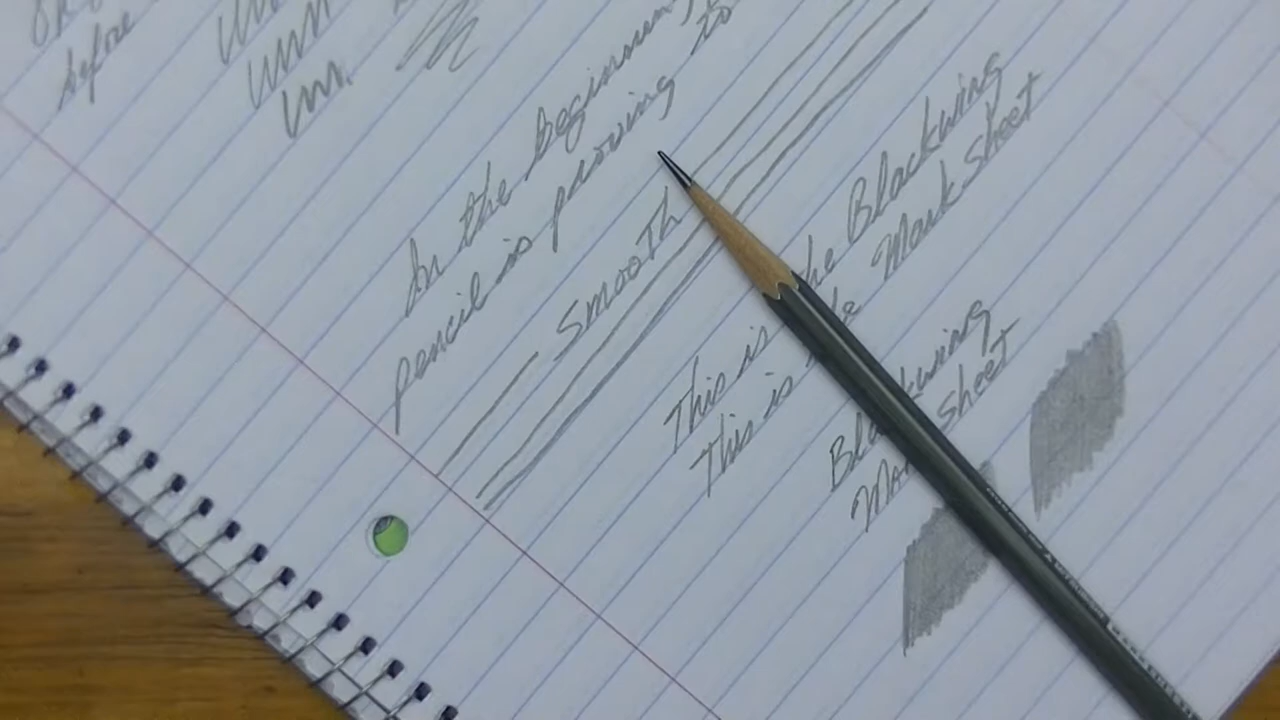 before
In the Beginning
pencil is proving to
Smooth
This is the Blackwing
This is the Mark Sheet
Blackwing
Mark Sheet